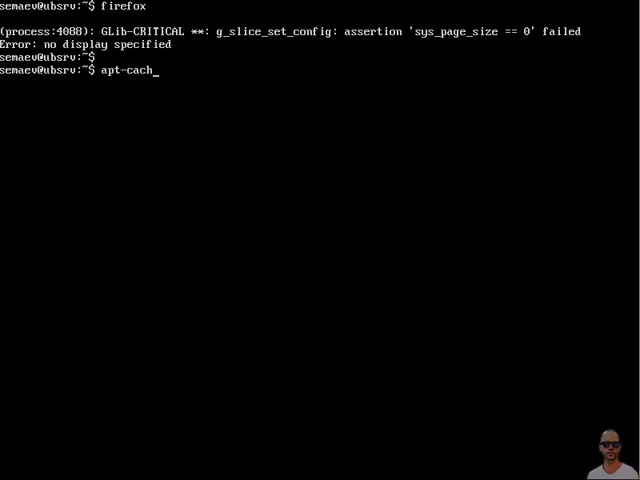 semaev@ubsrv:~$ firefox
(process:4088): GLib-CRITICAL **: g_slice_set_config: assertion 'sys_page_size == 0' failed
Error: no display specified
semaev@ubsrv:~$
semaev@ubsrv:~$ apt-cach_